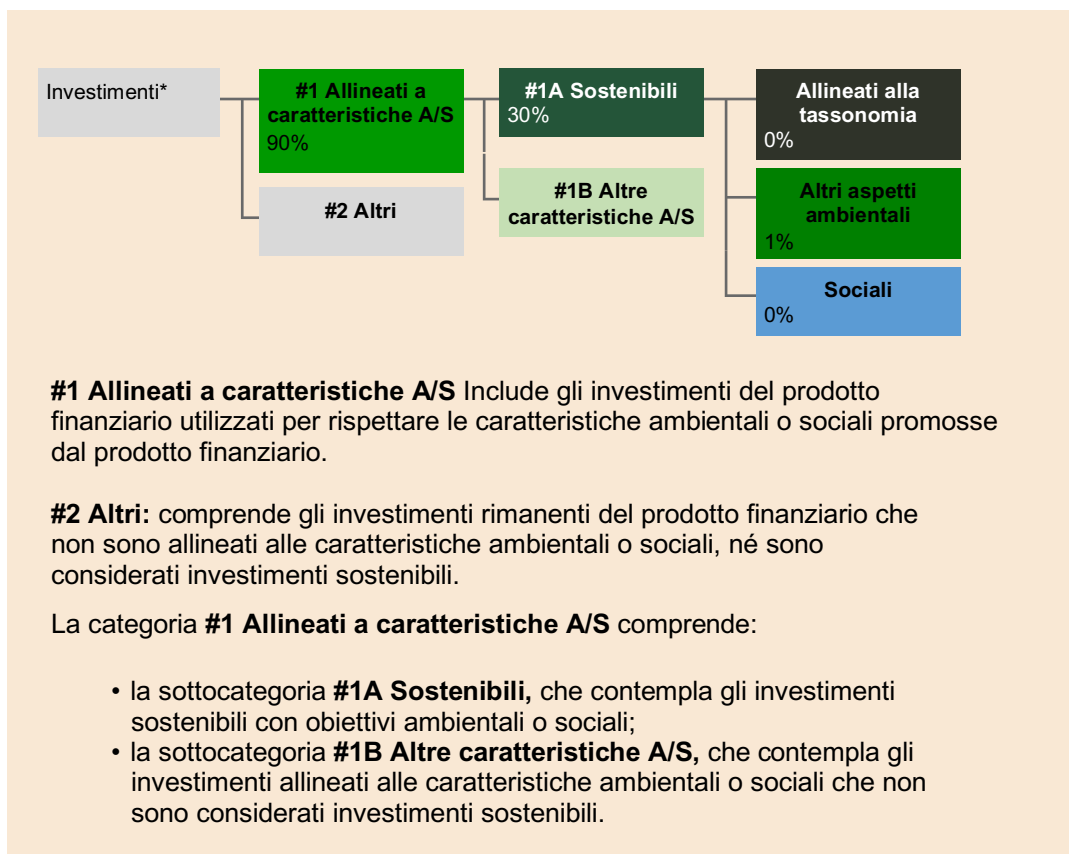 Investimenti*
#1 Allineati a
caratteristiche A/S
90%
#2 Altri
#1A Sostenibili
30%
#1B Altre
caratteristiche A/S
Allineati alla
tassonomia
0%
Altri aspetti
ambientali
1%
Sociali
0%
#1 Allineati a caratteristiche A/S Include gli investimenti del prodotto
finanziario utilizzati per rispettare le caratteristiche ambientali o sociali promosse
dal prodotto finanziario.
#2 Altri: comprende gli investimenti rimanenti del prodotto finanziario che
non sono allineati alle caratteristiche ambientali o sociali, né sono
considerati investimenti sostenibili.
La categoria #1 Allineati a caratteristiche A/S comprende:
• la sottocategoria #1A Sostenibili, che contempla gli investimenti
sostenibili con obiettivi ambientali o sociali;
• la sottocategoria #1B Altre caratteristiche A/S, che contempla gli
investimenti allineati alle caratteristiche ambientali o sociali che non
sono considerati investimenti sostenibili.